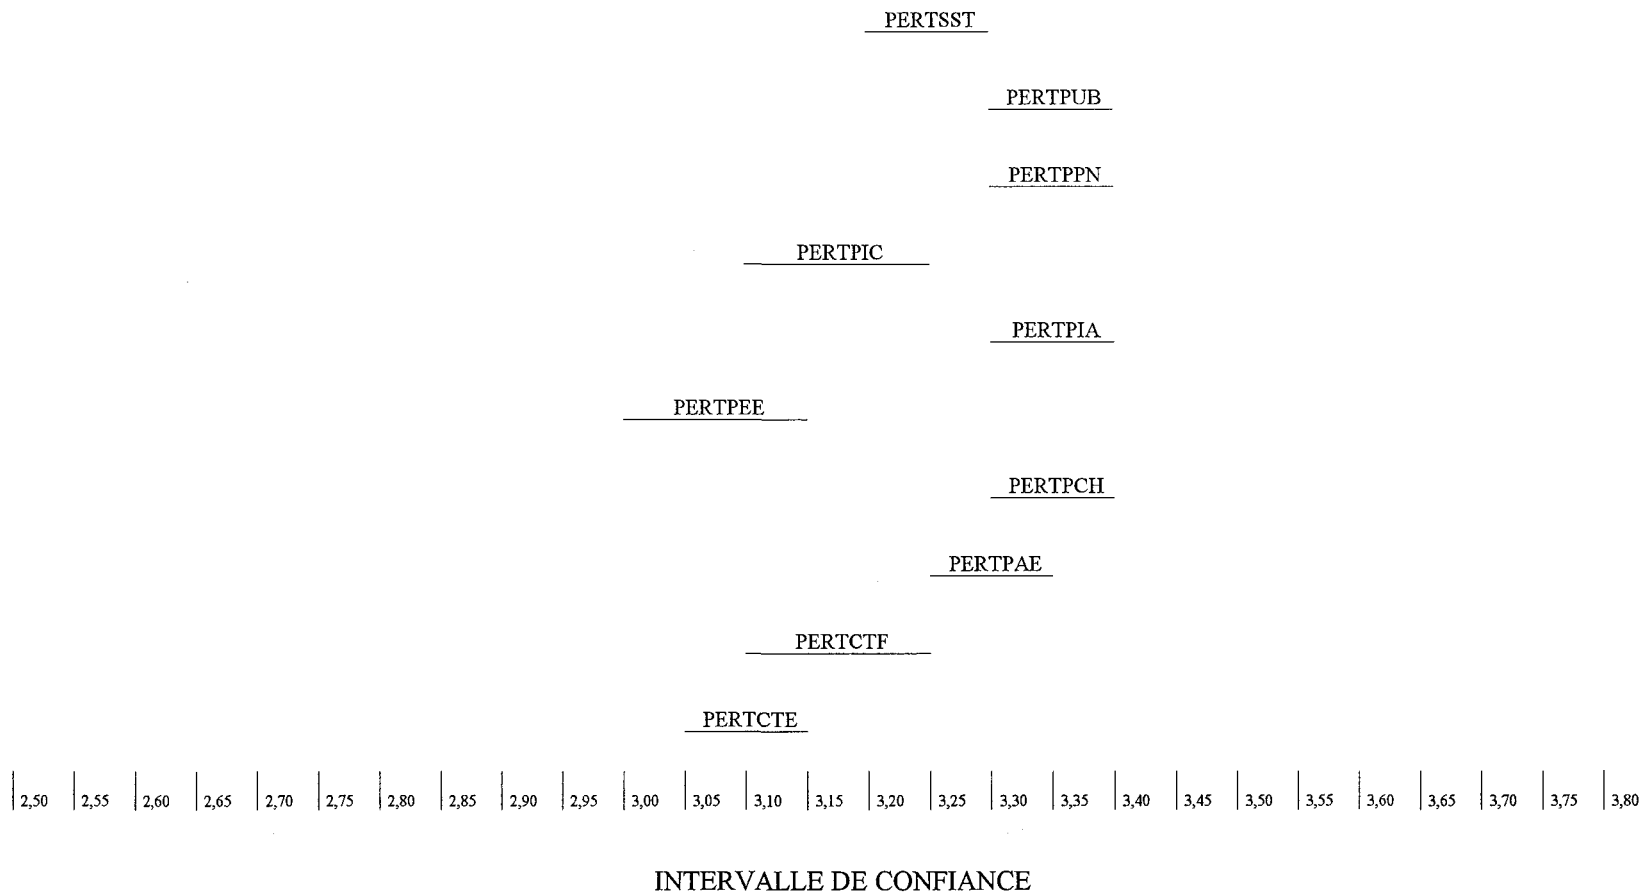 PERTSST
PERTPUB
PERTPPN
PERTPIC
PERTPIA
PERTPEE
PERTPCH
PERTPAE
PERTCTF
PERTCTE
2,50 2,55 2,60 2,65 2,70 2,75 2,80 2,85 2,90 2,95 3,00 3,05 3,10 3,15 3,20 3,25 3,30 3,35 3,40 3,45 3,50 3,55 3,60 3,65 3,70 3,75 3,80
INTERVALLE DE CONFIANCE